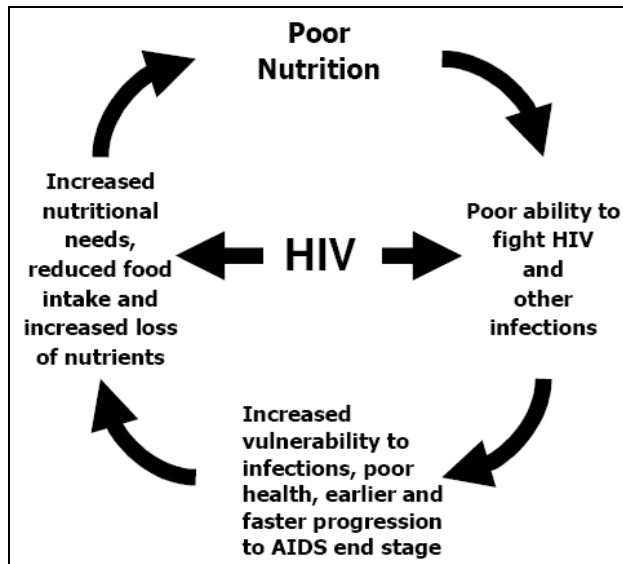 Poor
Nutrition
Poor ability to
fight HIV
and
other
infections
Increased
vulnerability to
infections, poor
health, earlier and
faster progression
to AIDS end stage
Increased
nutritional
needs,
reduced food
intake and
increased loss
of nutrients
HIV